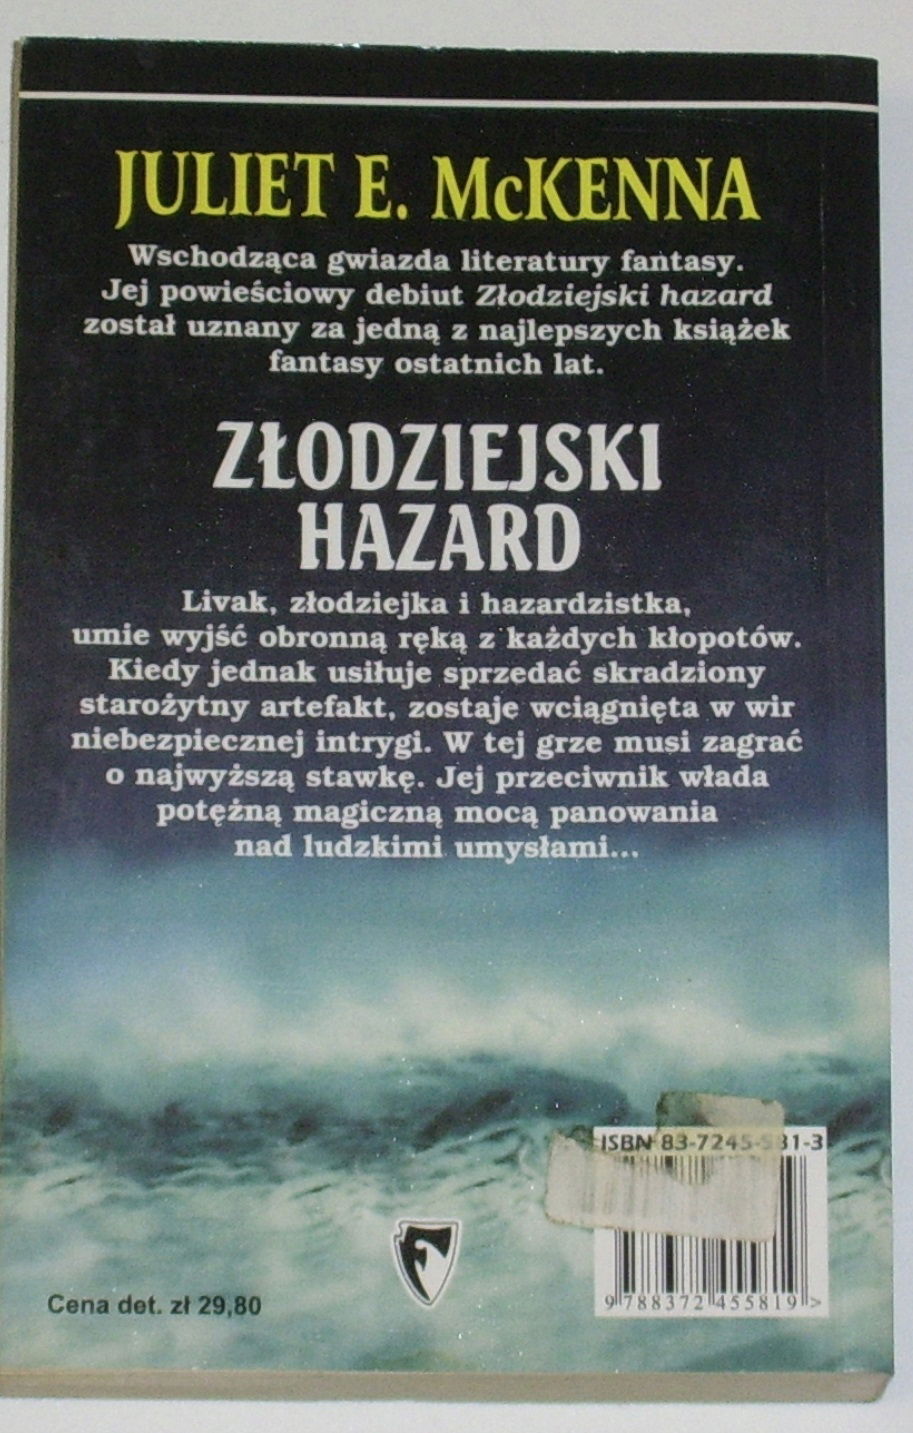 JULIET E. McKENNA
Wschodząca gwiazda literatury fantasy.
Jej powieściowy debiut Złodziejski hazard
został uznany za jedną z najlepszych książek
fantasy ostatnich lat.
ZŁODZIEJSKI
HAZARD
Livak, złodziejka i hazardzistka,
umie wyjść obronną ręką z każdych kłopotów.
Kiedy jednak usiłuje sprzedać skradziony
starożytny artefakt, zostaje wciągnięta w wir
niebezpiecznej intrygi. W tej grze musi zagrać
o najwyższą stawkę. Jej przeciwnik włada
potężną magiczną mocą panowania
nad ludzkimi umysłami...
ISBN 83-7245-581-3
9 788372 455819 >
Cena det. zł 29,80